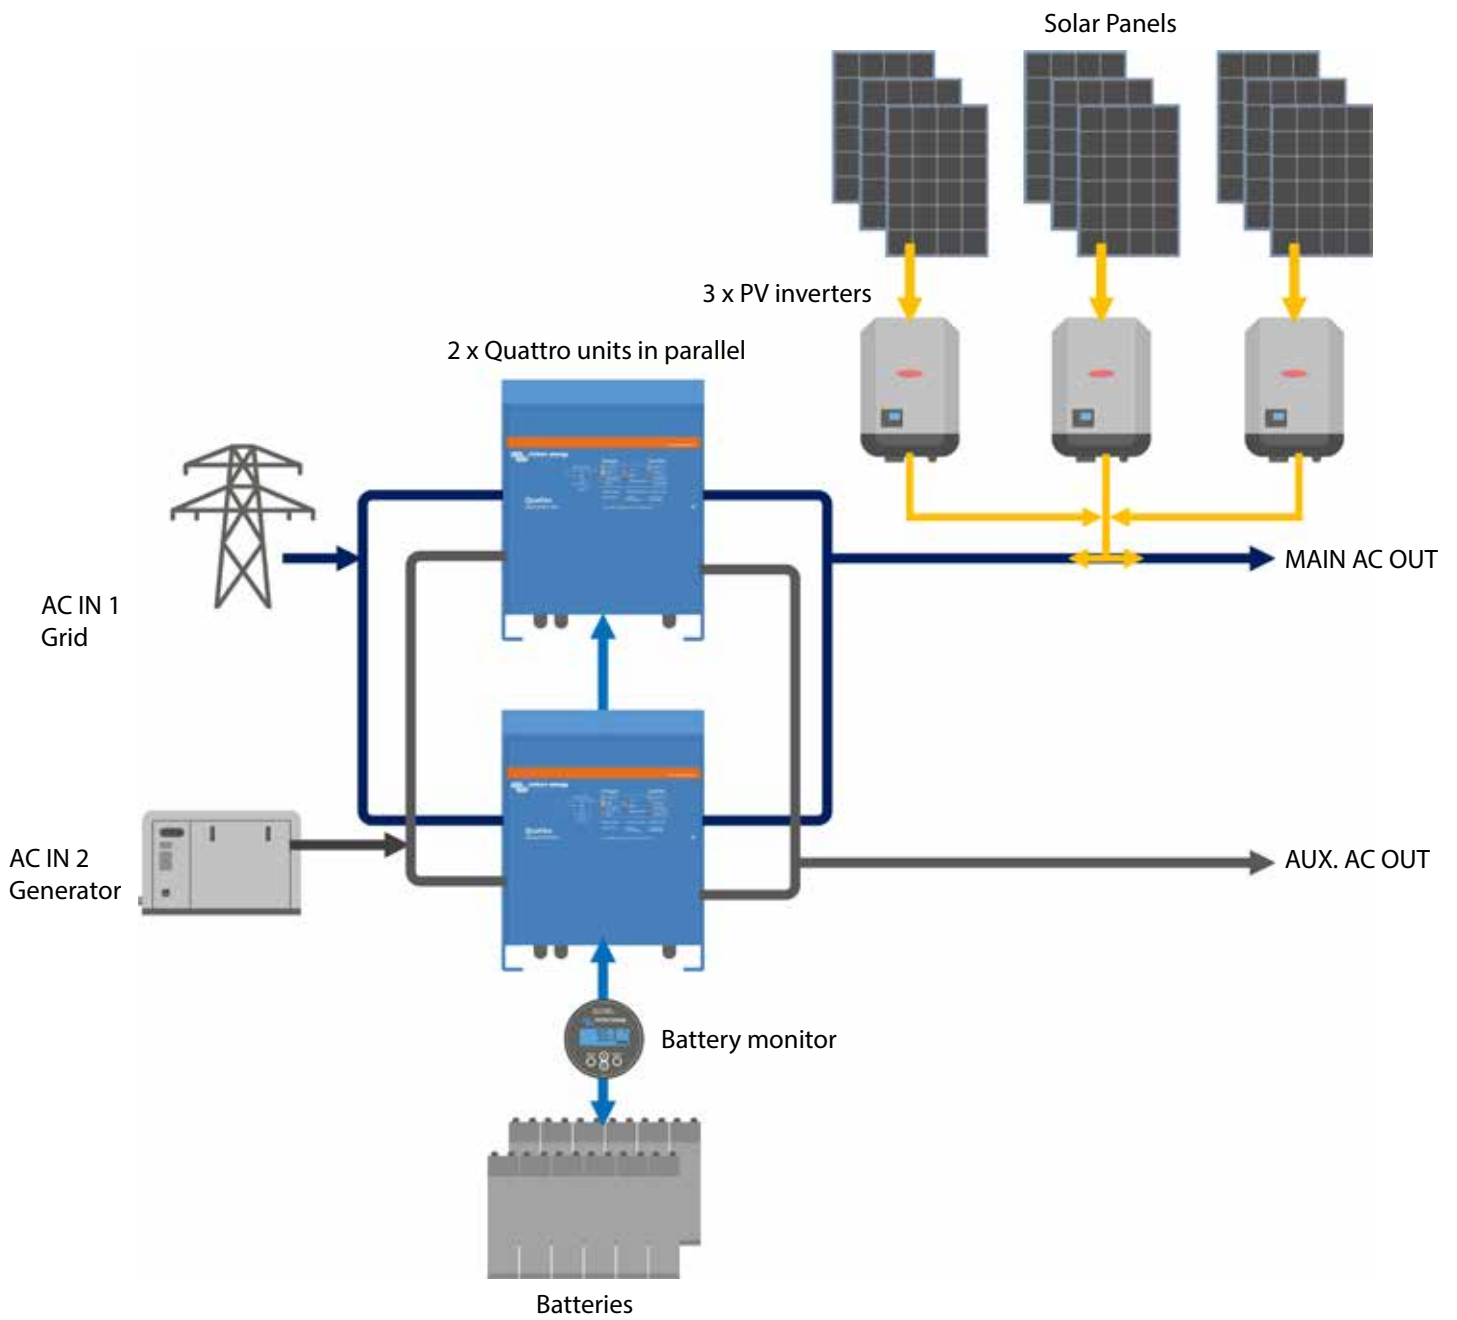 Solar Panels
3 x PV inverters
2 x Quattro units in parallel
MAIN AC OUT
AC IN 1
Grid
AC IN 2
Generator
AUX. AC OUT
Battery monitor
Batteries